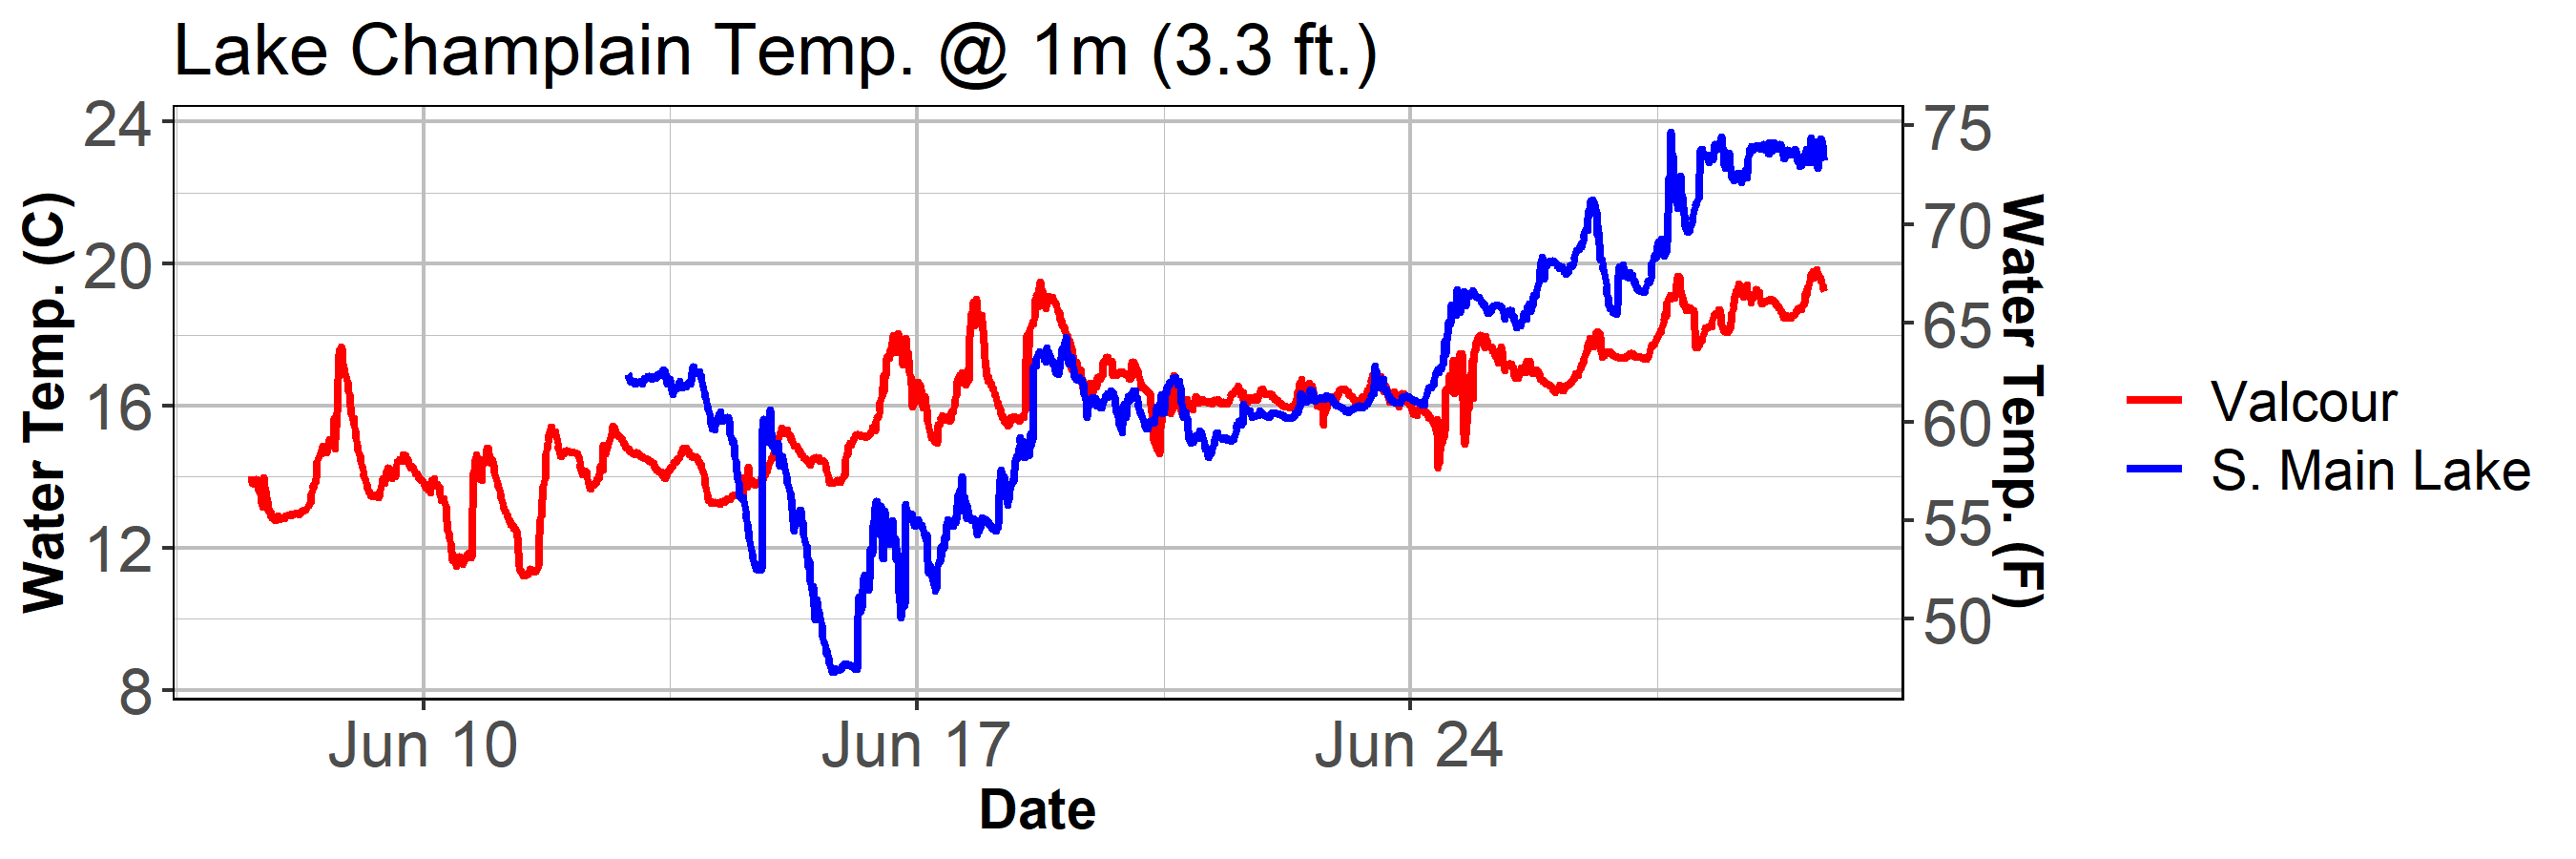 Lake Champlain Temp. @ 1m (3.3 ft.)
Water Temp. (C)
24
20
16
12
8
75
70
65
60
55
50
Water Temp. (F)
Jun 10 Jun 17 Jun 24
Date
Valcour
S. Main Lake